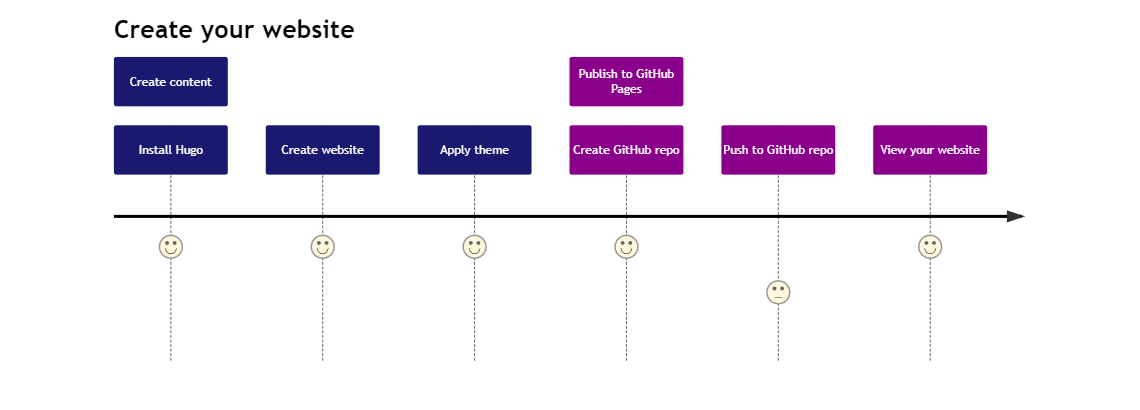 Create your website
Create content
Publish to GitHub
Pages
Install Hugo
Create website
Apply theme
Create GitHub repo
Push to GitHub repo
View your website